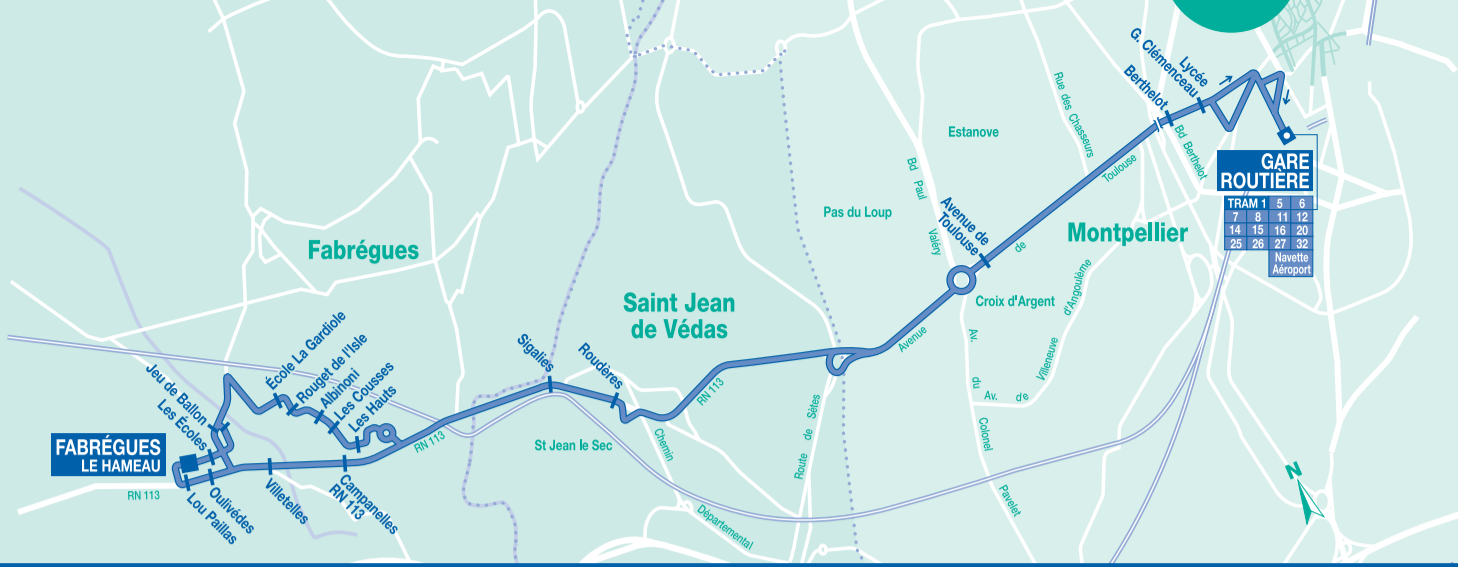 Fabrégues
Saint Jean
de Védas
Montpellier
Estanove
Pas du Loup
Croix d'Argent
St Jean le Sec
FABRÉGUES
LE HAMEAU
Jeu de Ballon
Les Écoles
École La Gardiole
Rouget de l'Isle
Albinoni
Les Cousses
Les Hauts
Lou Paillas
Oulivédes
Villetelles
Campanelles
RN 113
Sigalies
Roudères
Avenue de
Toulouse
Berthelot
Lycée
G. Clémenceau
GARE
ROUTIÈRE
TRAM 1 5 6
7 8 11 12
14 15 16 20
25 26 27 32
Navette
Aéroport
RN 113
RN 113
RN 113
Chemin
Départemental
Route de Sètes
Avenue
de
Toulouse
Bd Paul
Valéry
Rue des Chasseurs
Bd Berthelot
Av.
du
Colonel
Pavelet
Av. de
Villeneuve
d'Angoulème
N